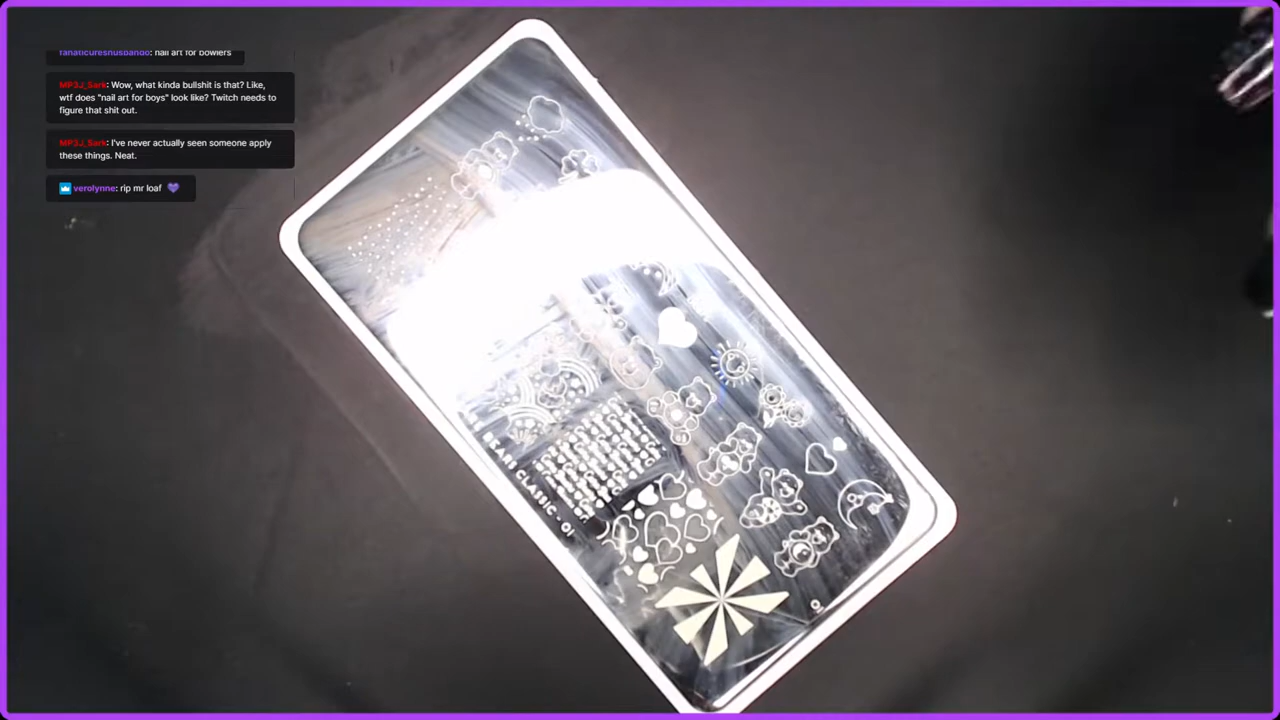 fanaticuresnusbando: nail art for bowlers
MP3J_Sark: Wow, what kinda bullshit is that? Like,
wtf does "nail art for boys" look like? Twitch needs to
figure that shit out.
MP3J_Sark: I've never actually seen someone apply
these things. Neat.
verolynne: rip mr loaf 💜
BEARS CLASSIC - 01
01